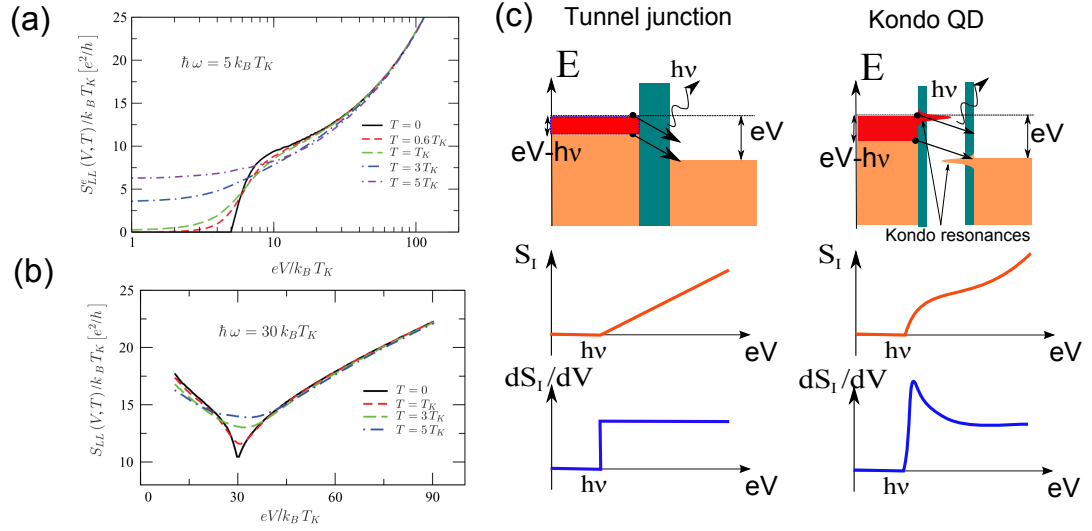 (a)
S^e_{LL}(V,T)/k_B T_K [e²/h]
25
20
15
10
5
0
ħω = 5 k_B T_K
T = 0
T = 0.6 T_K
T = T_K
T = 3 T_K
T = 5 T_K
1
10
100
eV/k_B T_K
(b)
S_{LL}(V,T)/k_B T_K [e²/h]
25
20
15
10
ħω = 30 k_B T_K
T = 0
T = T_K
T = 3 T_K
T = 5 T_K
0
30
60
90
eV/k_B T_K
(c)
Tunnel junction
E
hν
eV
eV-hν
S_I
hν
eV
dS_I/dV
hν
eV
Kondo QD
E
hν
eV
eV-hν
Kondo resonances
S_I
hν
eV
dS_I/dV
hν
eV